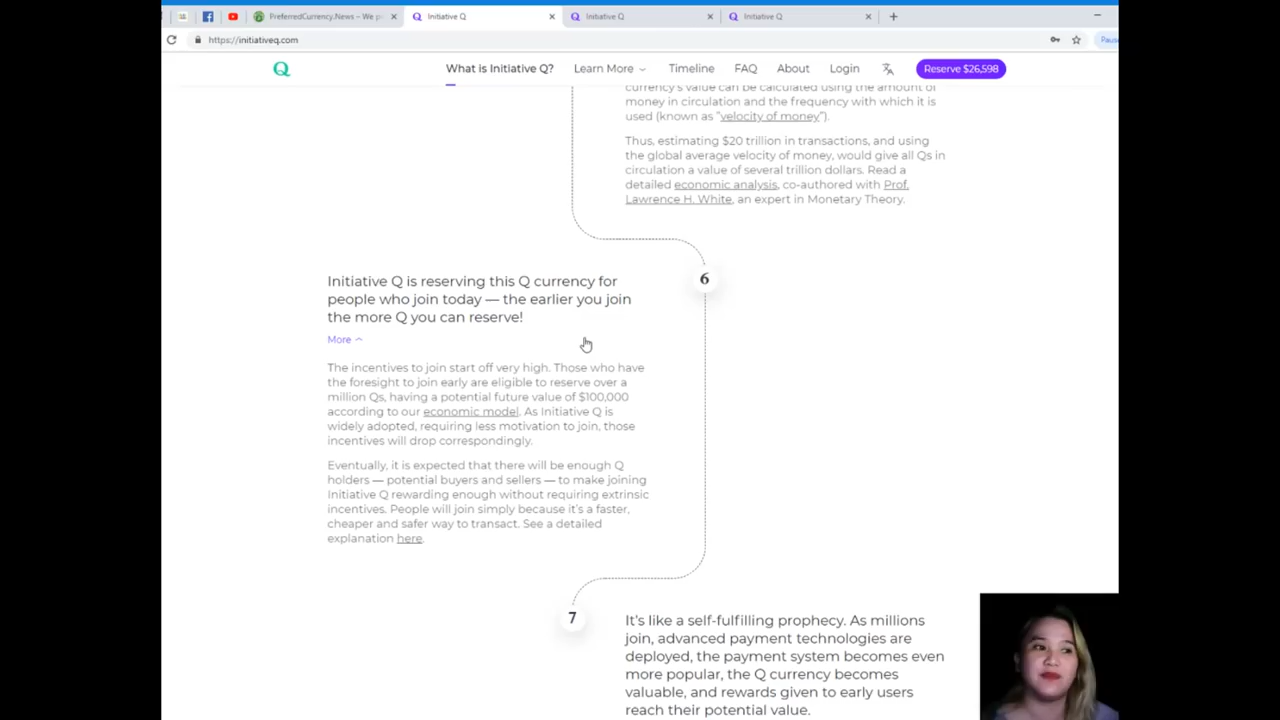 PreferredCurrency.News – We pr
Initiative Q
Initiative Q
Initiative Q
https://initiativeq.com
Paus
Q
What is Initiative Q?
Learn More
Timeline
FAQ
About
Login
Reserve $26,598
currency's value can be calculated using the amount of
money in circulation and the frequency with which it is
used (known as "velocity of money").
Thus, estimating $20 trillion in transactions, and using
the global average velocity of money, would give all Qs in
circulation a value of several trillion dollars. Read a
detailed economic analysis, co-authored with Prof.
Lawrence H. White, an expert in Monetary Theory.
6
Initiative Q is reserving this Q currency for
people who join today — the earlier you join
the more Q you can reserve!
More
The incentives to join start off very high. Those who have
the foresight to join early are eligible to reserve over a
million Qs, having a potential future value of $100,000
according to our economic model. As Initiative Q is
widely adopted, requiring less motivation to join, those
incentives will drop correspondingly.
Eventually, it is expected that there will be enough Q
holders — potential buyers and sellers — to make joining
Initiative Q rewarding enough without requiring extrinsic
incentives. People will join simply because it's a faster,
cheaper and safer way to transact. See a detailed
explanation here.
7
It's like a self-fulfilling prophecy. As millions
join, advanced payment technologies are
deployed, the payment system becomes even
more popular, the Q currency becomes
valuable, and rewards given to early users
reach their potential value.